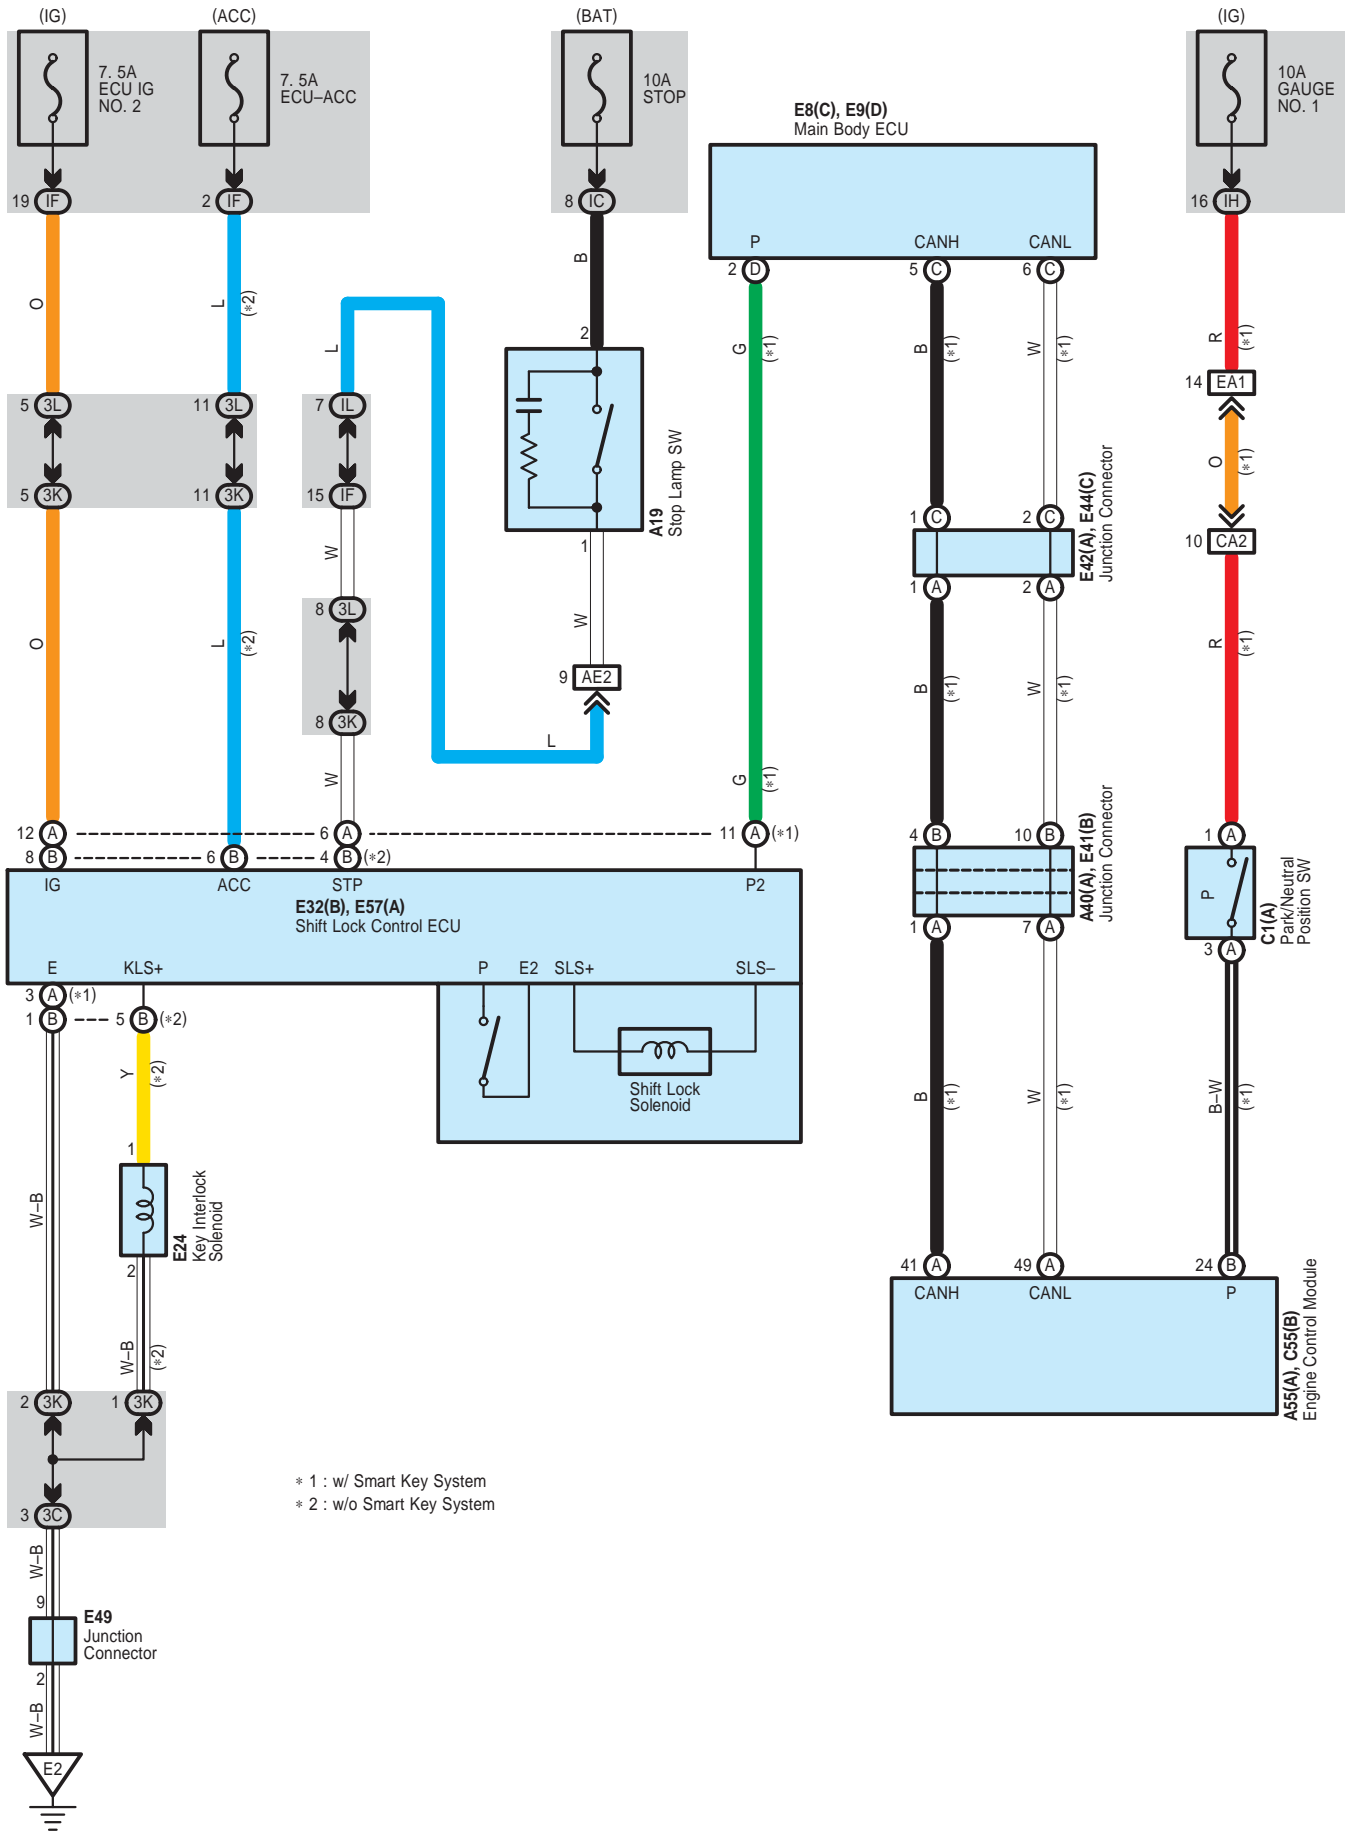 (IG)
(ACC)
(BAT)
(IG)
7. 5A
ECU IG
NO. 2
7. 5A
ECU–ACC
10A
STOP
10A
GAUGE
NO. 1
E8(C), E9(D)
Main Body ECU
19 IF
2 IF
8 IC
16 IH
P
CANH
CANL
2 D
5 C
6 C
B
O
L
(*2)
L
2
G
(*1)
B
(*1)
W
(*1)
R
(*1)
14 EA1
5 3L
11 3L
7 IL
A19
Stop Lamp SW
O
(*1)
5 3K
11 3K
15 IF
1 C
2 C
E42(A), E44(C)
Junction Connector
10 CA2
1
W
1 A
2 A
8 3L
O
L
(*2)
W
B
(*1)
W
(*1)
R
(*1)
9 AE2
8 3K
L
W
G
(*1)
12 A
6 A
11 A (*1)
4 B
10 B
A40(A), E41(B)
Junction Connector
1 A
8 B
6 B
4 B (*2)
IG
ACC
STP
P2
E32(B), E57(A)
Shift Lock Control ECU
P
C1(A)
Park/Neutral
Position SW
1 A
7 A
3 A
E
KLS+
P
E2
SLS+
SLS–
3 A (*1)
1 B
5 B (*2)
Y
(*2)
Shift Lock
Solenoid
B
(*1)
W
(*1)
B–W
(*1)
1
W–B
E24
Key Interlock
Solenoid
2
41 A
49 A
24 B
CANH
CANL
P
A55(A), C55(B)
Engine Control Module
W–B
(*2)
2 3K
1 3K
* 1 : w/ Smart Key System
* 2 : w/o Smart Key System
3 3C
W–B
9
E49
Junction
Connector
2
W–B
E2